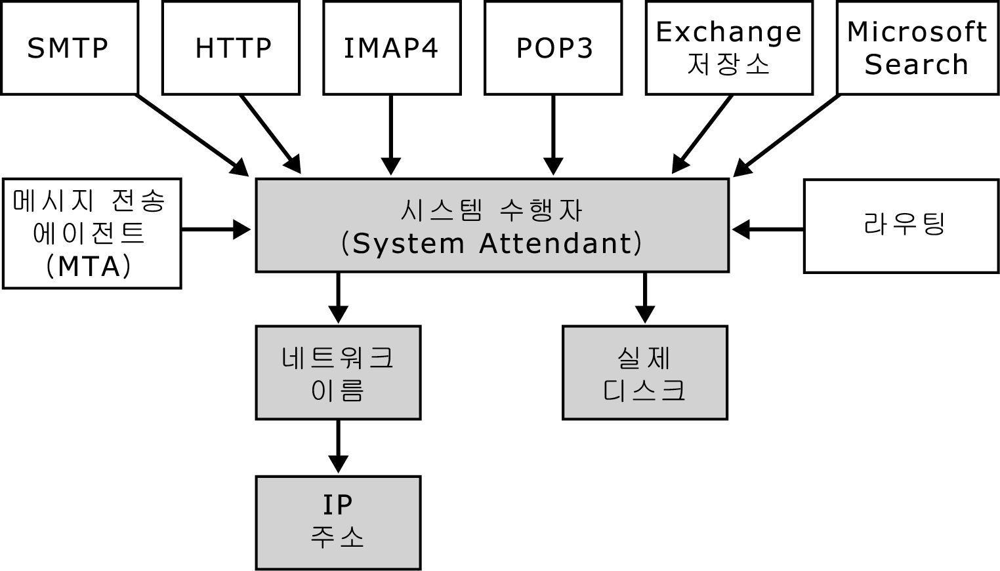 SMTP
HTTP
IMAP4
POP3
Exchange
저장소
Microsoft
Search
메시지 전송
에이전트
(MTA)
시스템 수행자
(System Attendant)
라우팅
네트워크
이름
실제
디스크
IP
주소